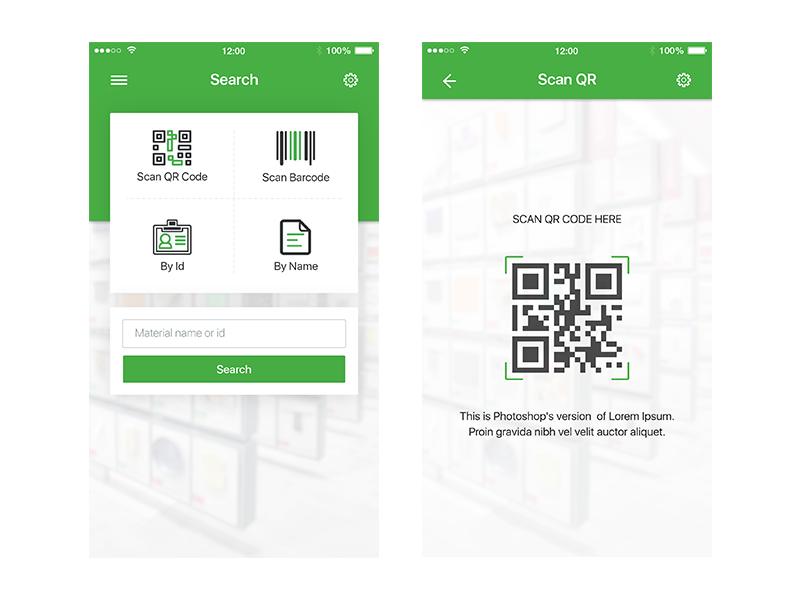 12:00
100%
Search
Scan QR Code
Scan Barcode
By Id
By Name
Material name or id
Search
12:00
100%
Scan QR
SCAN QR CODE HERE
This is Photoshop's version of Lorem Ipsum.
Proin gravida nibh vel velit auctor aliquet.